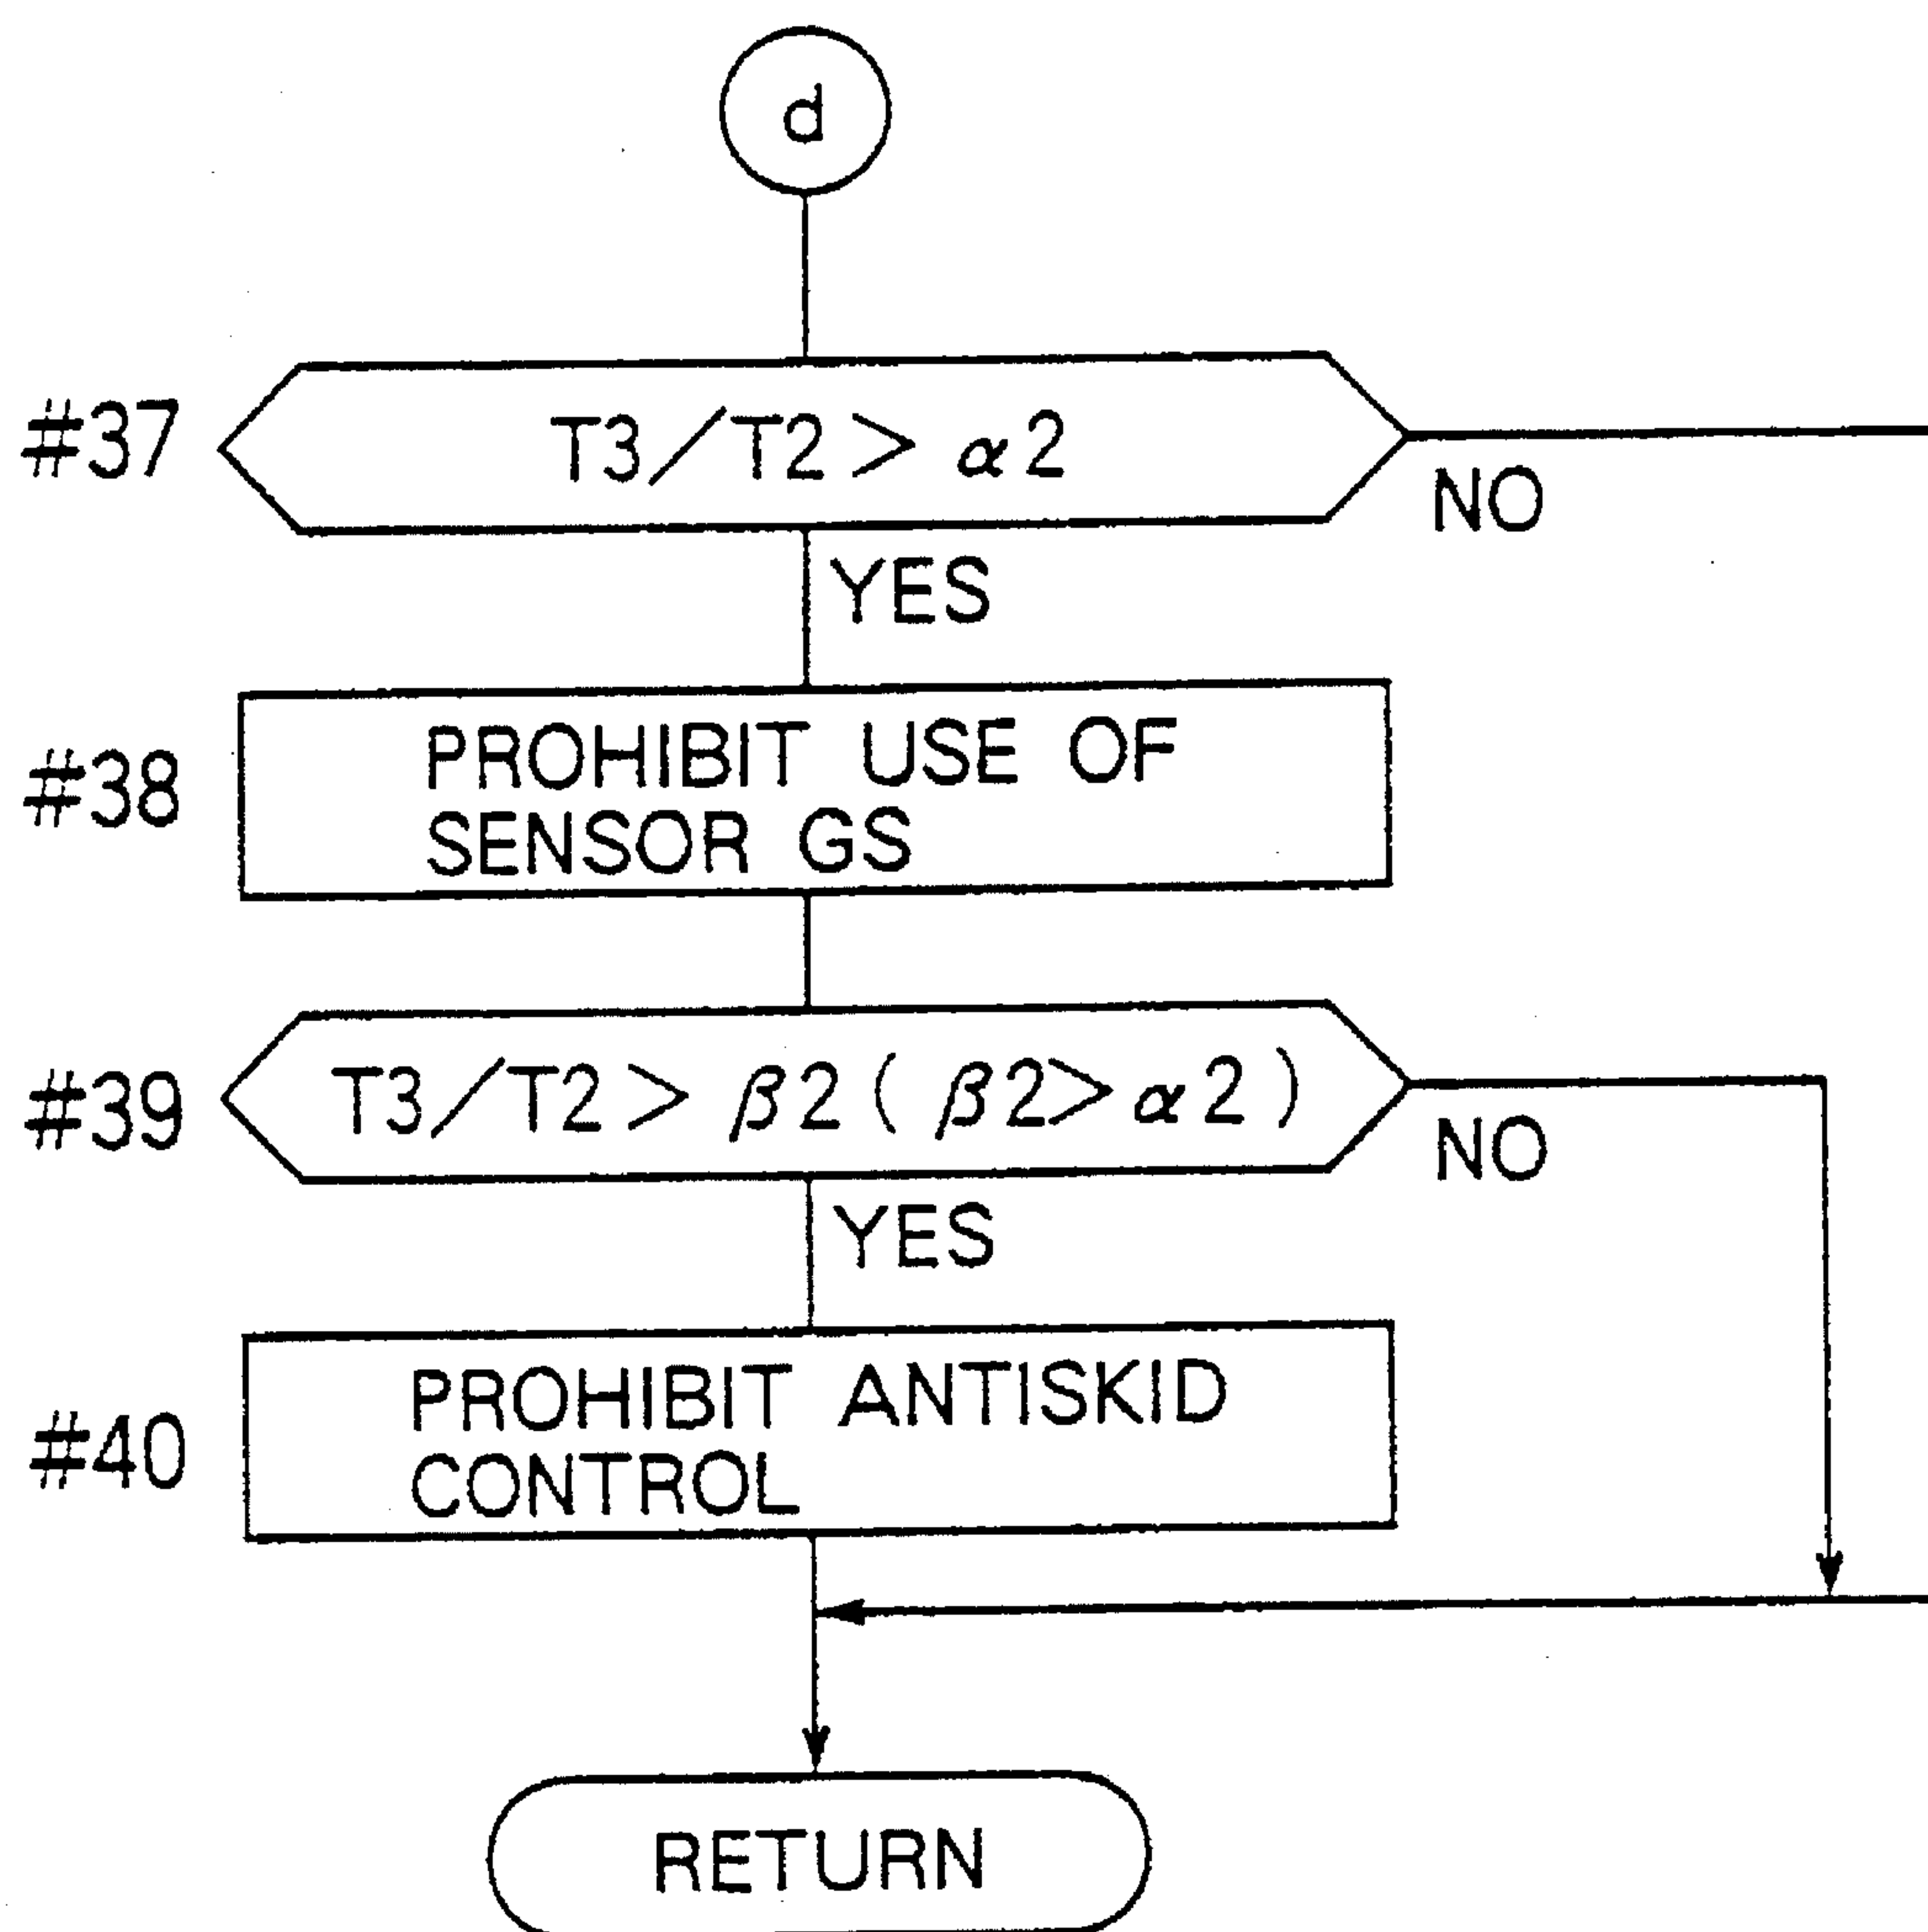 d
#37
T3/T2 > α2
NO
YES
#38
PROHIBIT USE OF
SENSOR GS
#39
T3/T2 > β2 ( β2 > α2 )
NO
YES
#40
PROHIBIT ANTISKID
CONTROL
RETURN